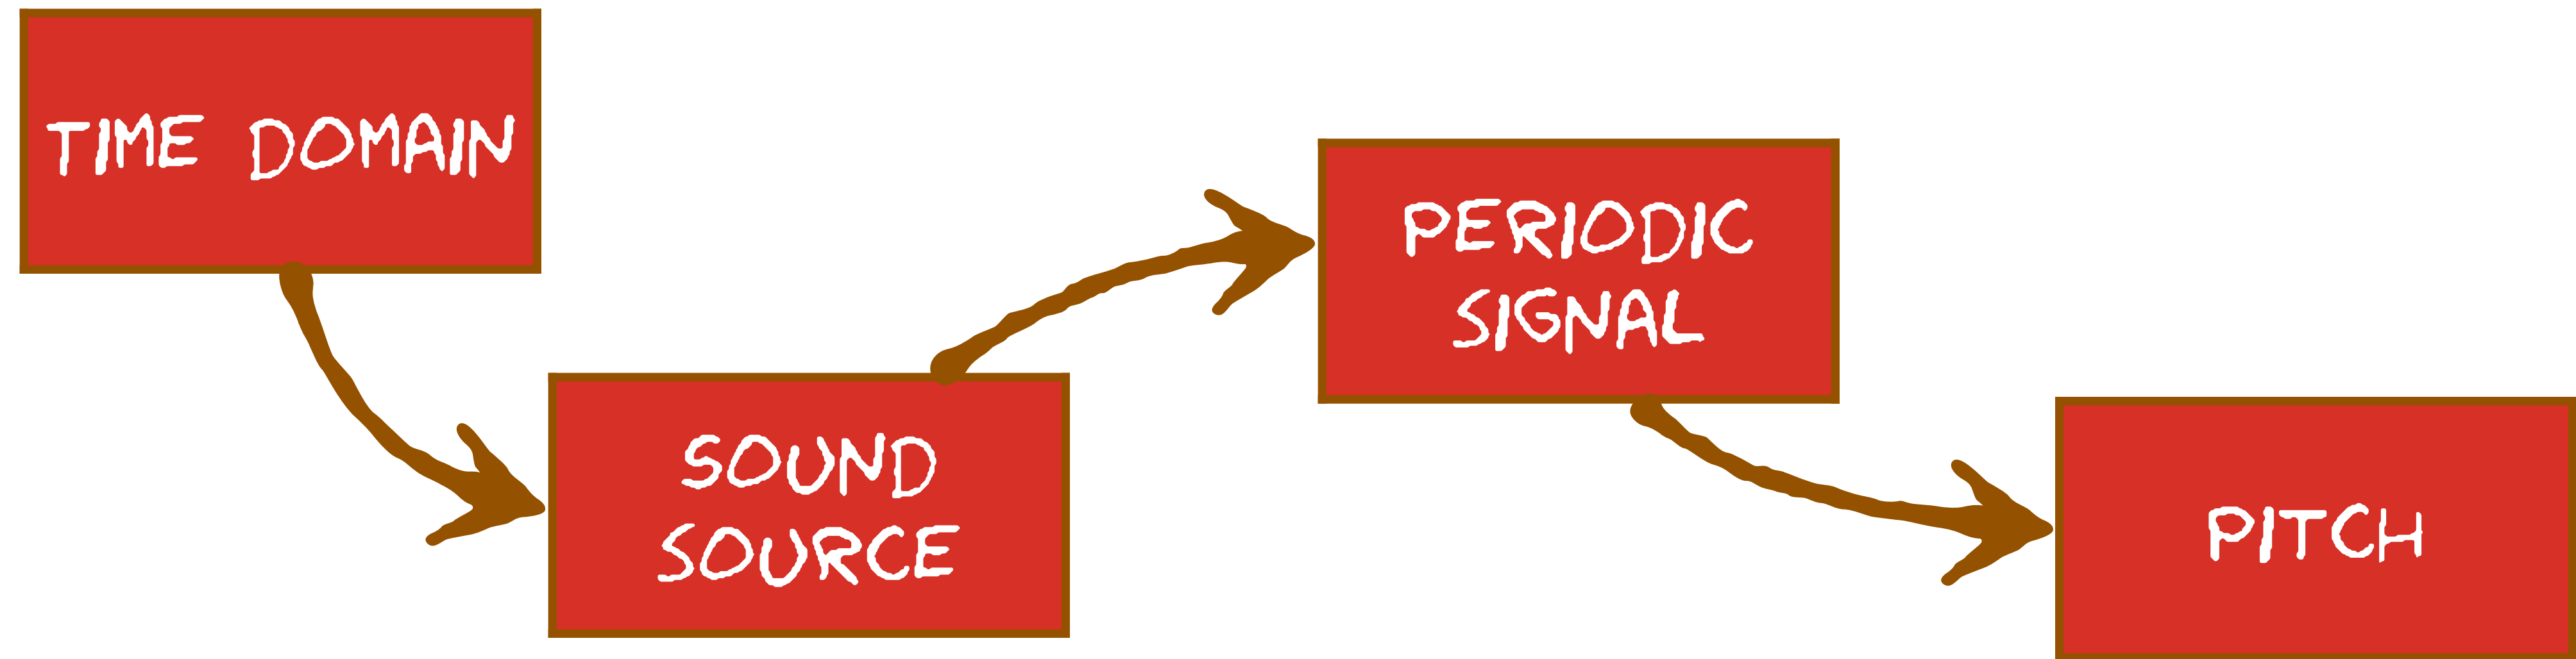 TIME DOMAIN
SOUND
SOURCE
PERIODIC
SIGNAL
PITCH